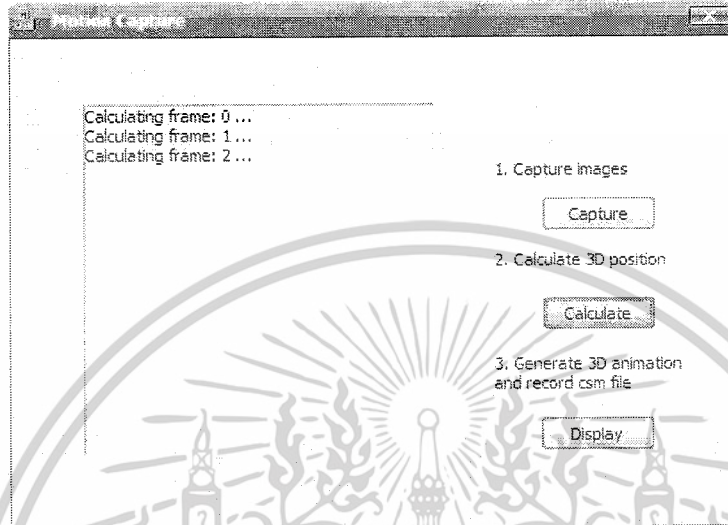 Motion Capture
Calculating frame: 0 ...
Calculating frame: 1 ...
Calculating frame: 2 ...
1. Capture images
Capture
2. Calculate 3D position
Calculate
3. Generate 3D animation
and record csm file
Display